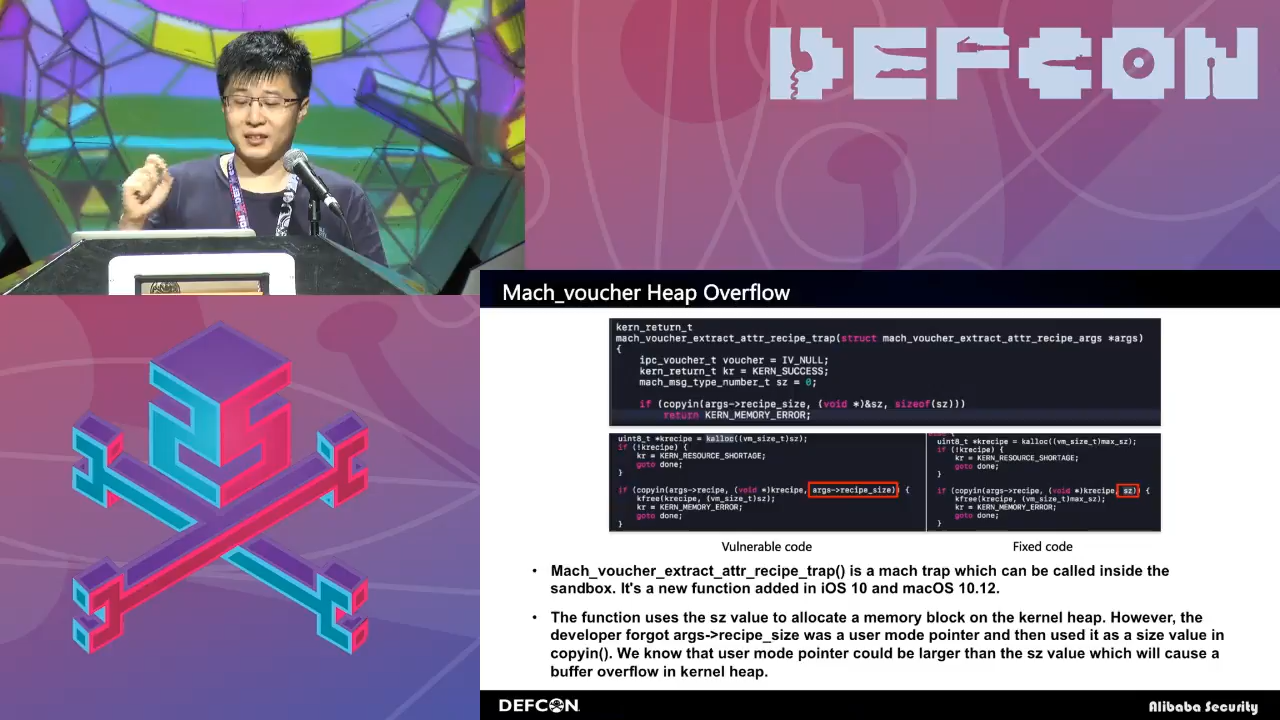 DEFCON
Mach_voucher Heap Overflow
kern_return_t
mach_voucher_extract_attr_recipe_trap(struct mach_voucher_extract_attr_recipe_args *args)
{
ipc_voucher_t voucher = IV_NULL;
kern_return_t kr = KERN_SUCCESS;
mach_msg_type_number_t sz = 0;
if (copyin(args->recipe_size, (void *)&sz, sizeof(sz)))
return KERN_MEMORY_ERROR;
uint8_t *krecipe = kalloc((vm_size_t)sz);
if (!krecipe) {
kr = KERN_RESOURCE_SHORTAGE;
goto done;
}
if (copyin(args->recipe, (void *)krecipe, args->recipe_size)) {
kfree(krecipe, (vm_size_t)sz);
kr = KERN_MEMORY_ERROR;
goto done;
}
uint8_t *krecipe = kalloc((vm_size_t)max_sz);
if (!krecipe) {
kr = KERN_RESOURCE_SHORTAGE;
goto done;
}
if (copyin(args->recipe, (void *)krecipe, sz)) {
kfree(krecipe, (vm_size_t)max_sz);
kr = KERN_MEMORY_ERROR;
goto done;
}
Vulnerable code
Fixed code
• Mach_voucher_extract_attr_recipe_trap() is a mach trap which can be called inside the
sandbox. It's a new function added in iOS 10 and macOS 10.12.
• The function uses the sz value to allocate a memory block on the kernel heap. However, the
developer forgot args->recipe_size was a user mode pointer and then used it as a size value in
copyin(). We know that user mode pointer could be larger than the sz value which will cause a
buffer overflow in kernel heap.
DEFCON
Alibaba Security